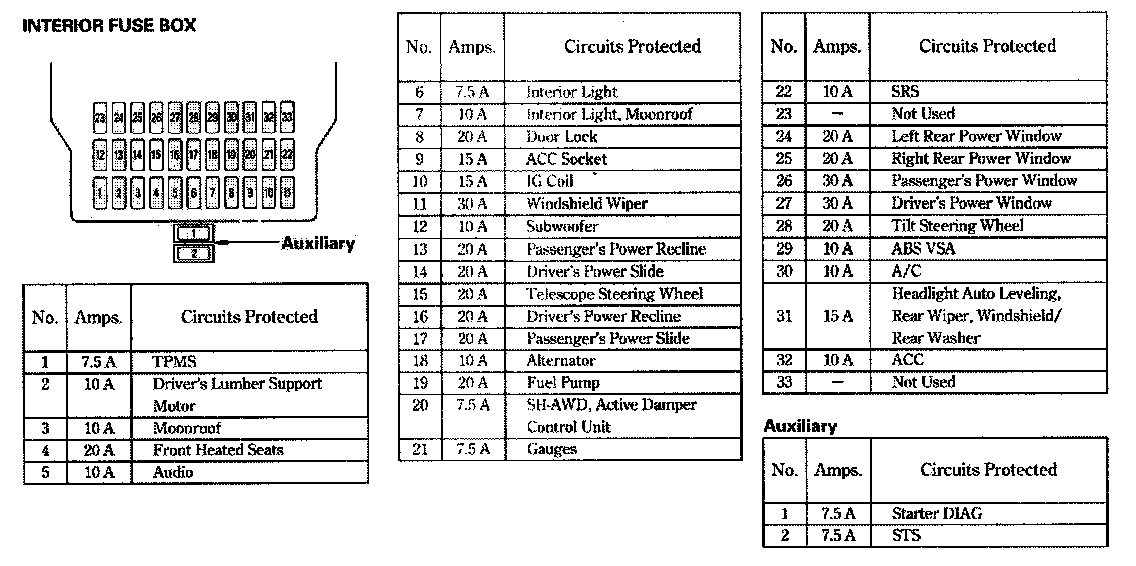 INTERIOR FUSE BOX
23 24 25 26 27 28 29 30 31 32 33
12 13 14 15 16 17 18 19 20 21 22
1 2 3 4 5 6 7 8 9 10
1
2
Auxiliary
No. Amps. Circuits Protected
1 7.5 A TPMS
2 10 A Driver's Lumber Support
Motor
3 10 A Moonroof
4 20 A Front Heated Seats
5 10 A Audio
No. Amps. Circuits Protected
6 7.5 A Interior Light
7 10 A Interior Light, Moonroof
8 20 A Door Lock
9 15 A ACC Socket
10 15 A IG Coil
11 30 A Windshield Wiper
12 10 A Subwoofer
13 20 A Passenger's Power Recline
14 20 A Driver's Power Slide
15 20 A Telescope Steering Wheel
16 20 A Driver's Power Recline
17 20 A Passenger's Power Slide
18 10 A Alternator
19 20 A Fuel Pump
20 7.5 A SH-AWD, Active Damper
Control Unit
21 7.5 A Gauges
No. Amps. Circuits Protected
22 10 A SRS
23 — Not Used
24 20 A Left Rear Power Window
25 20 A Right Rear Power Window
26 30 A Passenger's Power Window
27 30 A Driver's Power Window
28 20 A Tilt Steering Wheel
29 10 A ABS VSA
30 10 A A/C
31 15 A Headlight Auto Leveling,
Rear Wiper, Windshield/
Rear Washer
32 10 A ACC
33 — Not Used
Auxiliary
No. Amps. Circuits Protected
1 7.5 A Starter DIAG
2 7.5 A STS